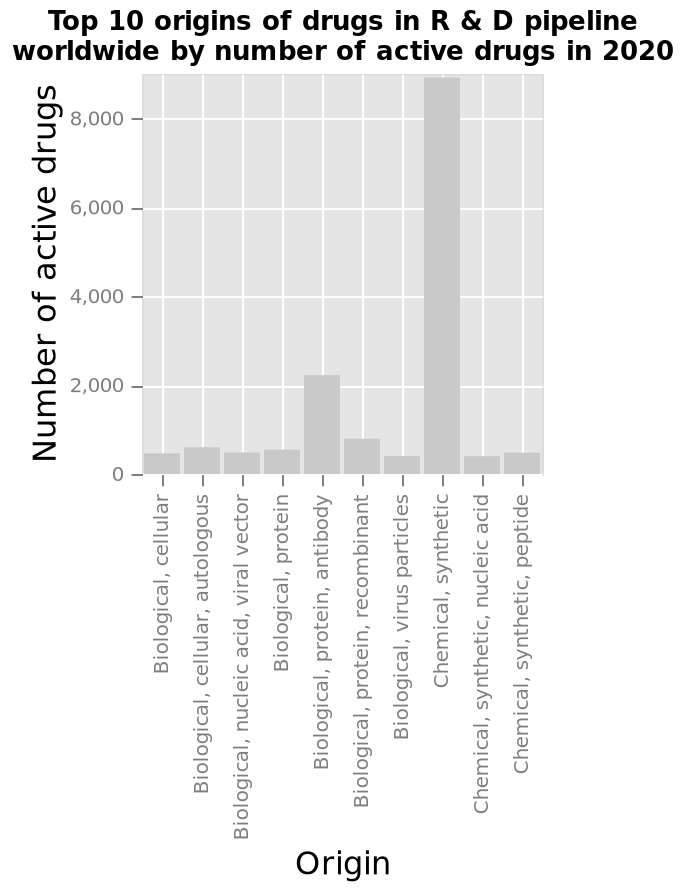 Top 10 origins of drugs in R & D pipeline
worldwide by number of active drugs in 2020
Number of active drugs
8,000
6,000
4,000
2,000
0
Biological, cellular
Biological, cellular, autologous
Biological, nucleic acid, viral vector
Biological, protein
Biological, protein, antibody
Biological, protein, recombinant
Biological, virus particles
Chemical, synthetic
Chemical, synthetic, nucleic acid
Chemical, synthetic, peptide
Origin